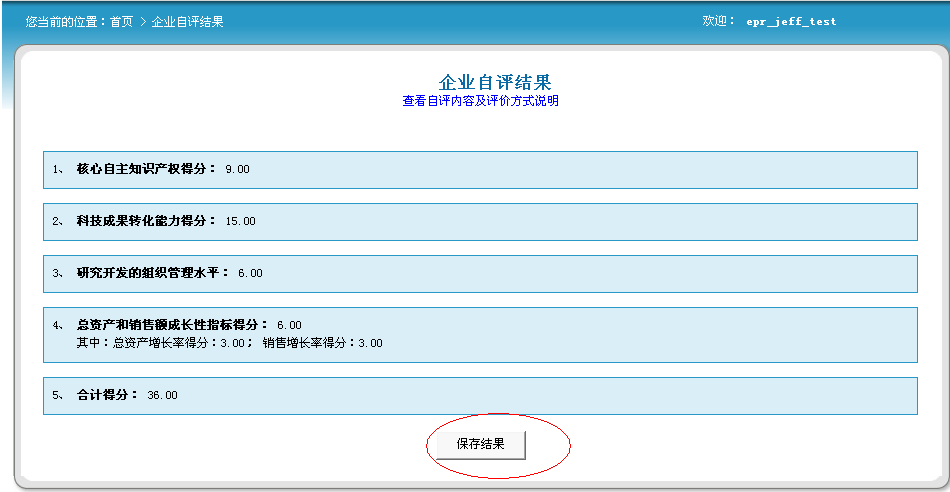 您当前的位置：首页 > 企业自评结果
欢迎： epr_jeff_test
企业自评结果
查看自评内容及评价方式说明
1、 核心自主知识产权得分： 9.00
2、 科技成果转化能力得分： 15.00
3、 研究开发的组织管理水平： 6.00
4、 总资产和销售额成长性指标得分： 6.00
其中：总资产增长率得分：3.00； 销售增长率得分：3.00
5、 合计得分： 36.00
保存结果